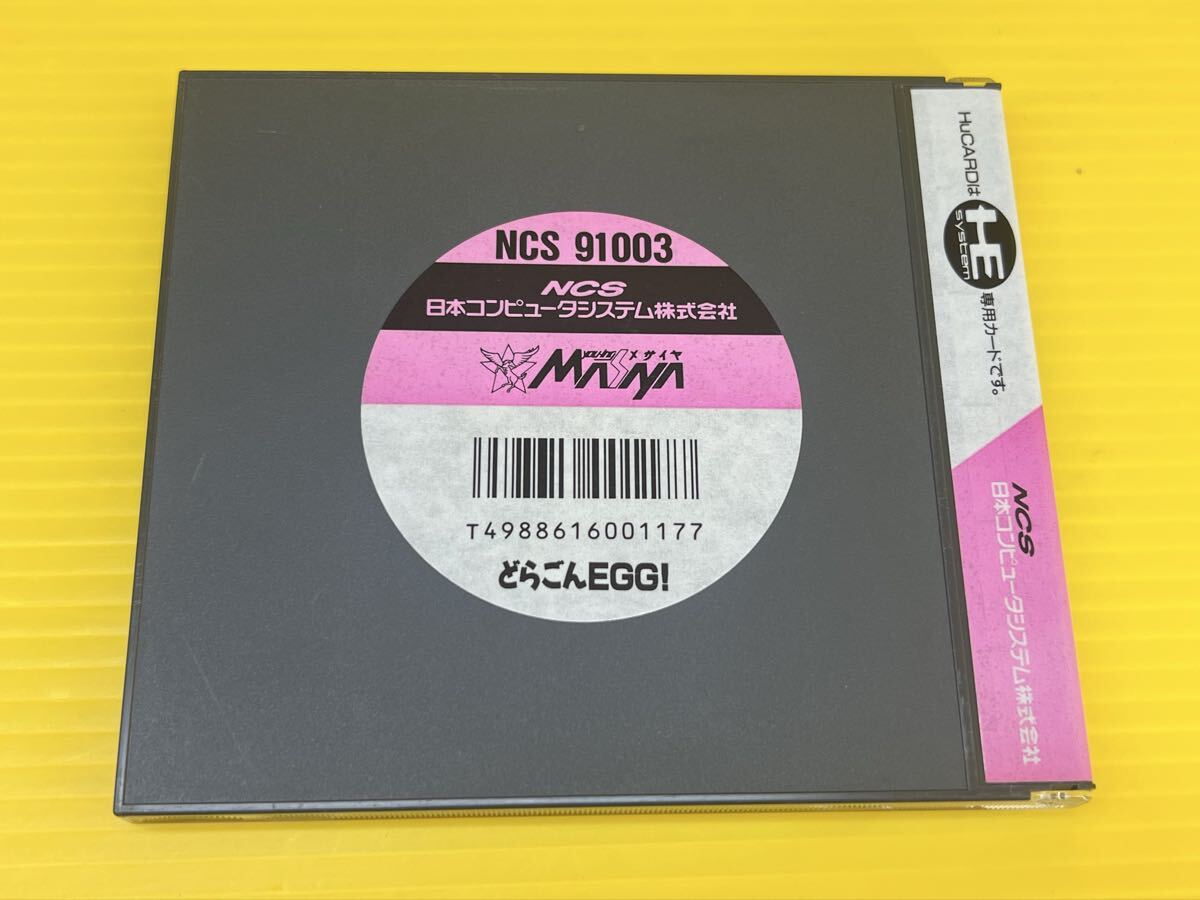 NCS 91003
NCS
日本コンピュータシステム株式会社
メサイヤ
MASAYA
T4988616001177
どらごんEGG!
HuCARDは HE system 専用カードです。
NCS
日本コンピュータシステム株式会社